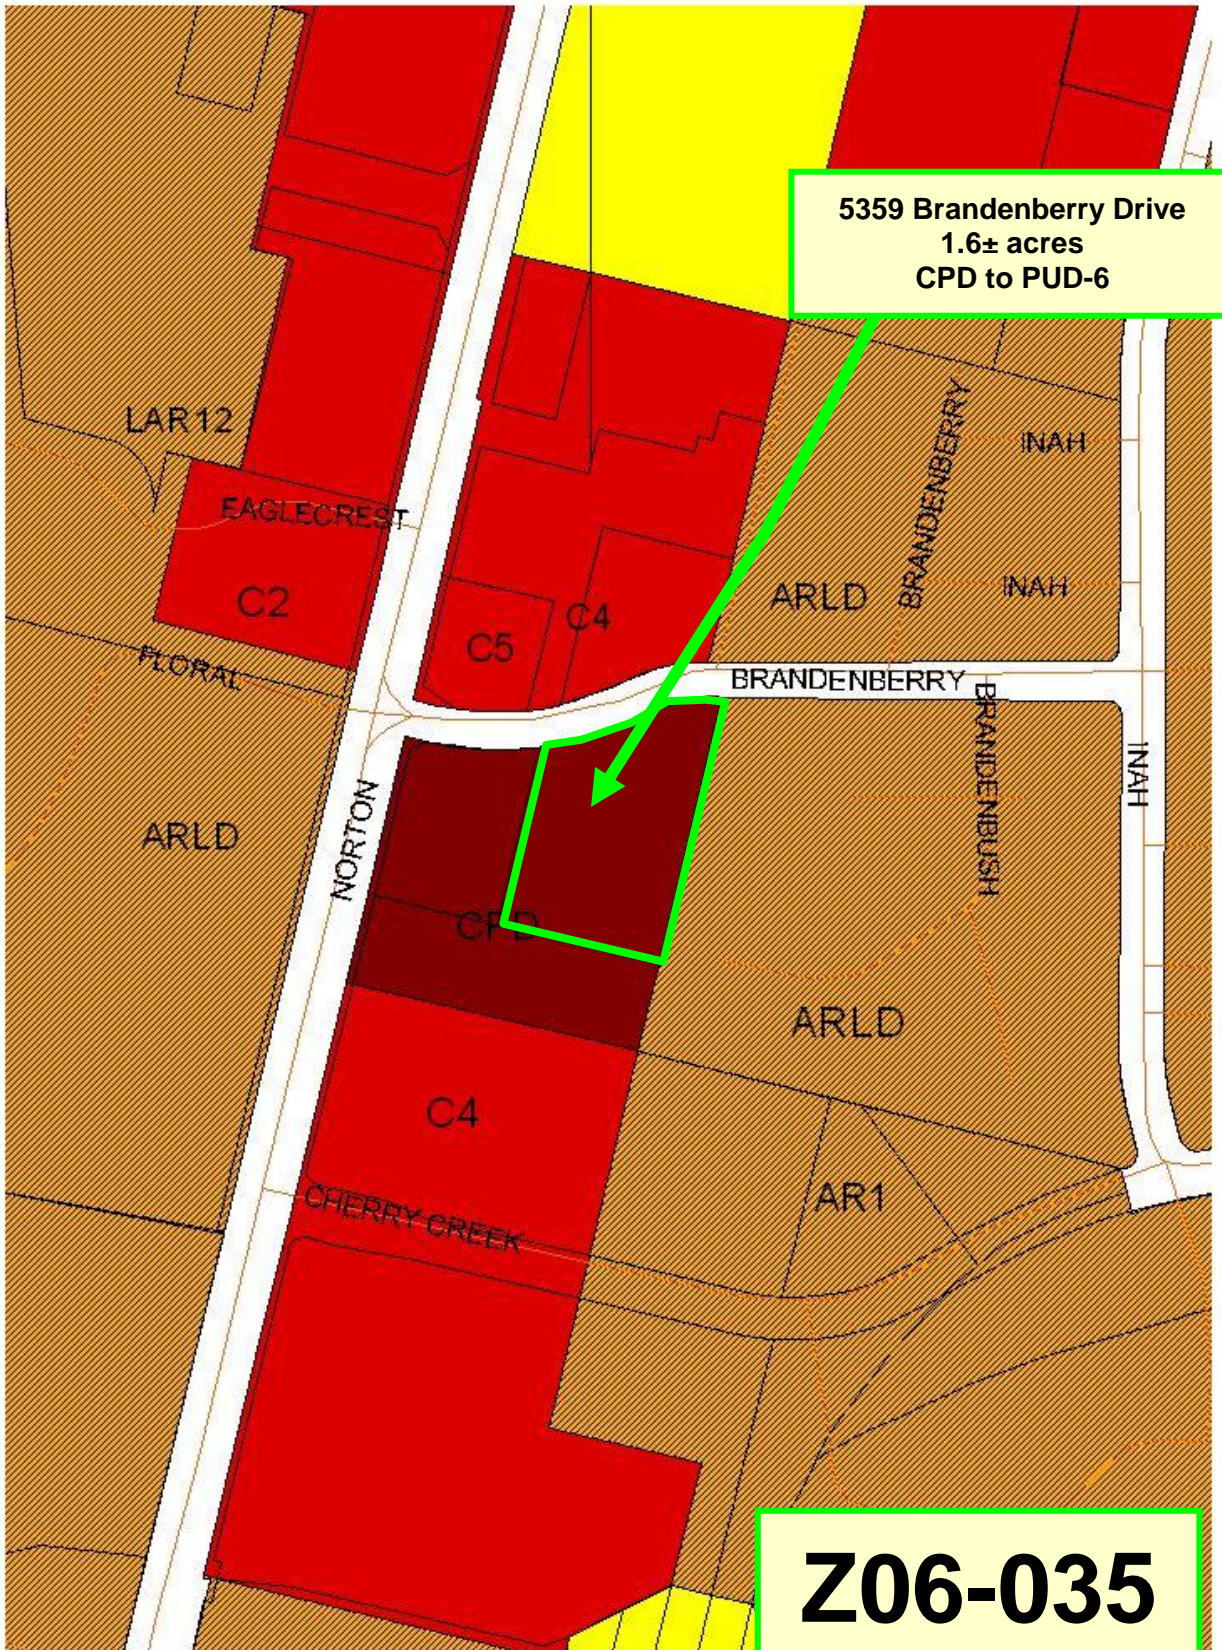 5359 Brandenberry Drive
1.6± acres
CPD to PUD-6
LAR12
BRANDENBERRY
INAH
EAGLECREST
INAH
C2
ARLD
C4
C5
FLORAL
BRANDENBERRY
BRANDENBUSH
INAH
NORTON
ARLD
CPD
ARLD
C4
AR1
CHERRY CREEK
Z06-035